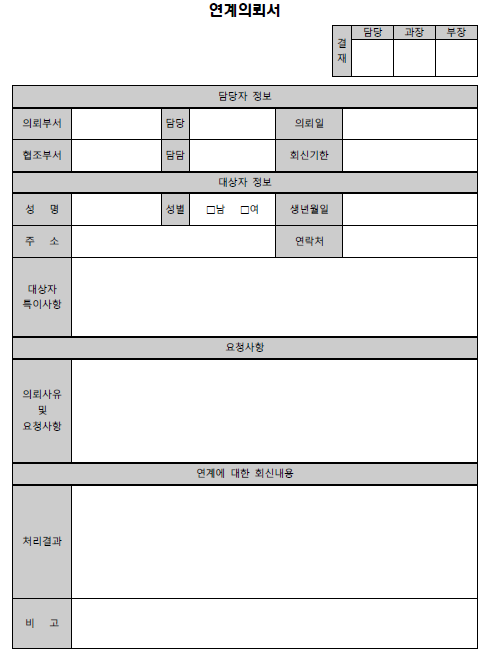 연계의뢰서
결재 담당 과장 부장
담당자 정보
의뢰부서 담당 의뢰일
협조부서 담담 회신기한
대상자 정보
성 명 성별 □남 □여 생년월일
주 소 연락처
대상자
특이사항
요청사항
의뢰사유
및
요청사항
연계에 대한 회신내용
처리결과
비 고